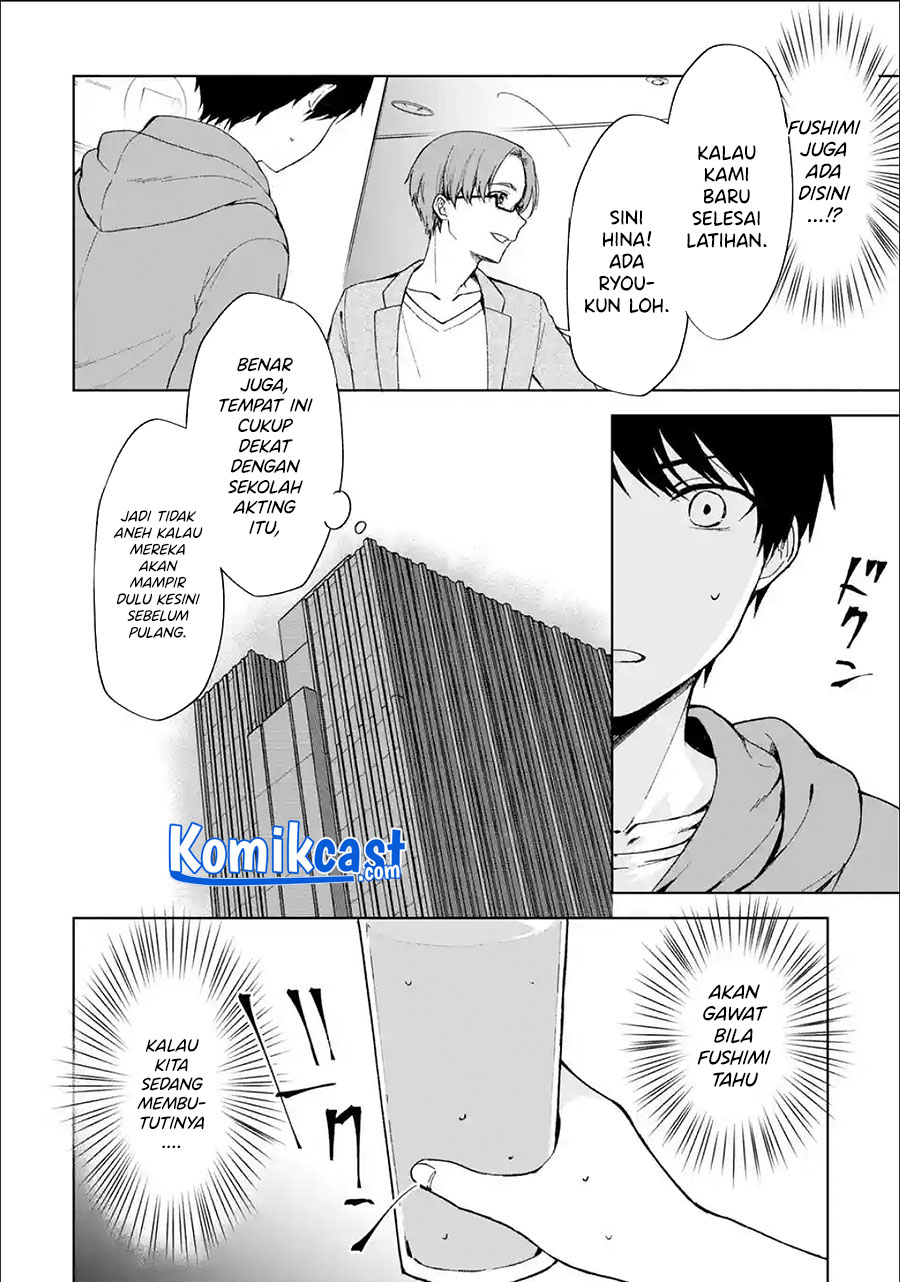 FUSHIMI
JUGA
ADA
DISINI
...!?
KALAU
KAMI
BARU
SELESAI
LATIHAN.
SINI
HINA!
ADA
RYOU-
KUN LOH.
BENAR
JUGA,
TEMPAT INI
CUKUP
DEKAT
DENGAN
SEKOLAH
AKTING
ITU,
JADI TIDAK
ANEH KALAU
MEREKA
AKAN
MAMPIR
DULU KESINI
SEBELUM
PULANG.
ドクン
Komikcast
.com
AKAN
GAWAT
BILA
FUSHIMI
TAHU
ドクン
KALAU
KITA
SEDANG
MEMBU-
TUTINYA
....